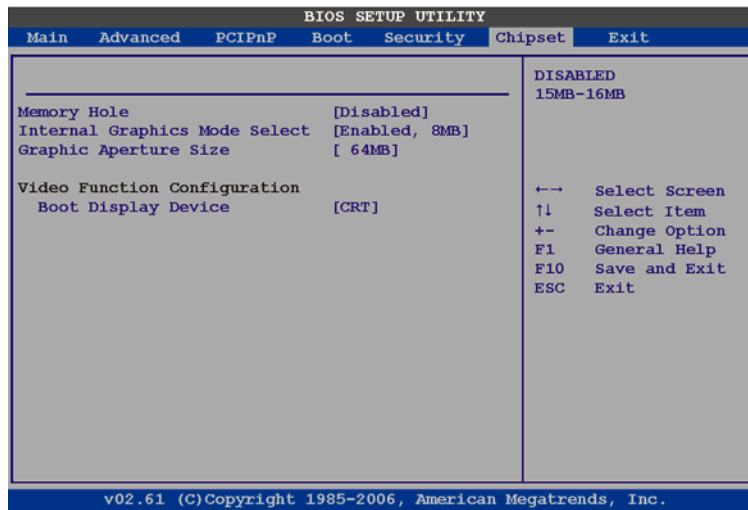 BIOS SETUP UTILITY
Main Advanced PCIPnP Boot Security Chipset Exit
Memory Hole [Disabled]
Internal Graphics Mode Select [Enabled, 8MB]
Graphic Aperture Size [ 64MB]
Video Function Configuration
Boot Display Device [CRT]
DISABLED
15MB-16MB
←→ Select Screen
↑↓ Select Item
+- Change Option
F1 General Help
F10 Save and Exit
ESC Exit
v02.61 (C)Copyright 1985-2006, American Megatrends, Inc.